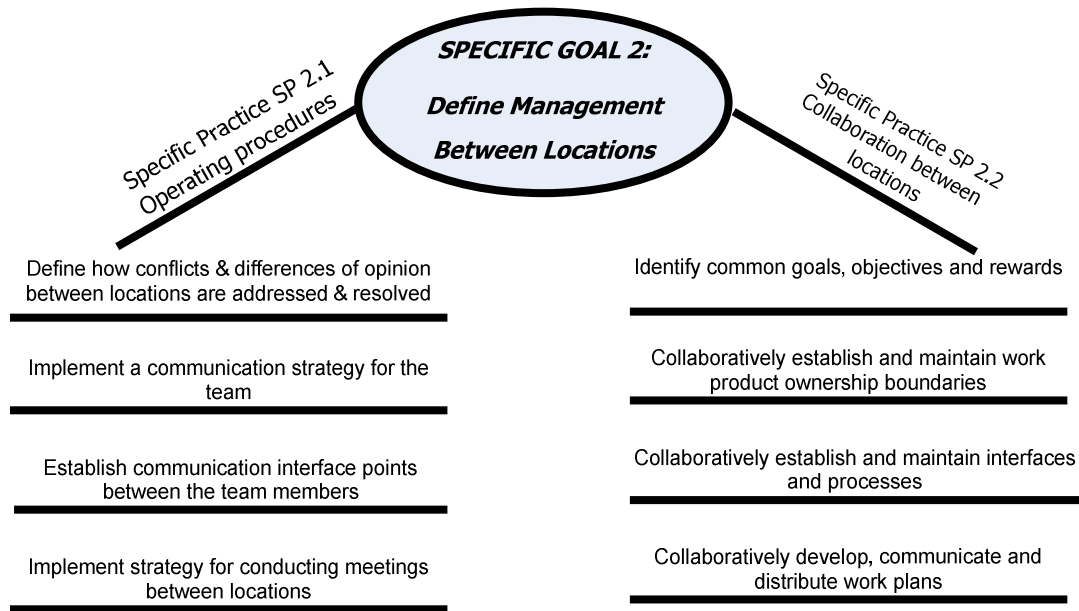 SPECIFIC GOAL 2:
Define Management
Between Locations
Specific Practice SP 2.1
Operating procedures
Define how conflicts & differences of opinion
between locations are addressed & resolved
Implement a communication strategy for the
team
Establish communication interface points
between the team members
Implement strategy for conducting meetings
between locations
Specific Practice SP 2.2
Collaboration between
locations
Identify common goals, objectives and rewards
Collaboratively establish and maintain work
product ownership boundaries
Collaboratively establish and maintain interfaces
and processes
Collaboratively develop, communicate and
distribute work plans